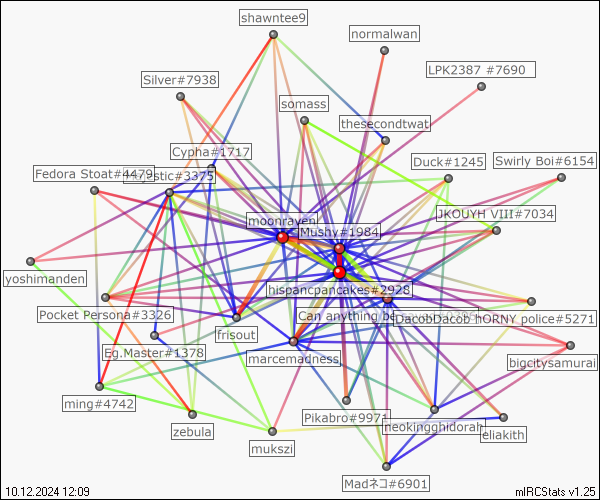 shawntee9
normalwan
LPK2387 #7690
Silver#7938
somass
thesecondtwat
Cypha#1717
Duck#1245
Swirly Boi#6154
Fedora Stoat#4479
#3375
moonraven
JKOUYH VIII#7034
Mushy#1984
yoshimanden
hispancpancakes#2928
Pocket Persona#3326
Can anything be
DacobDacob
hORNY police#5271
frisout
Eg.Master#1378
marcemadness
bigcitysamurai
ming#4742
Pikabro#9971
neokingghidorah
zebula
eliakith
mukszi
Madネコ#6901
10.12.2024 12:09
mIRCStats v1.25